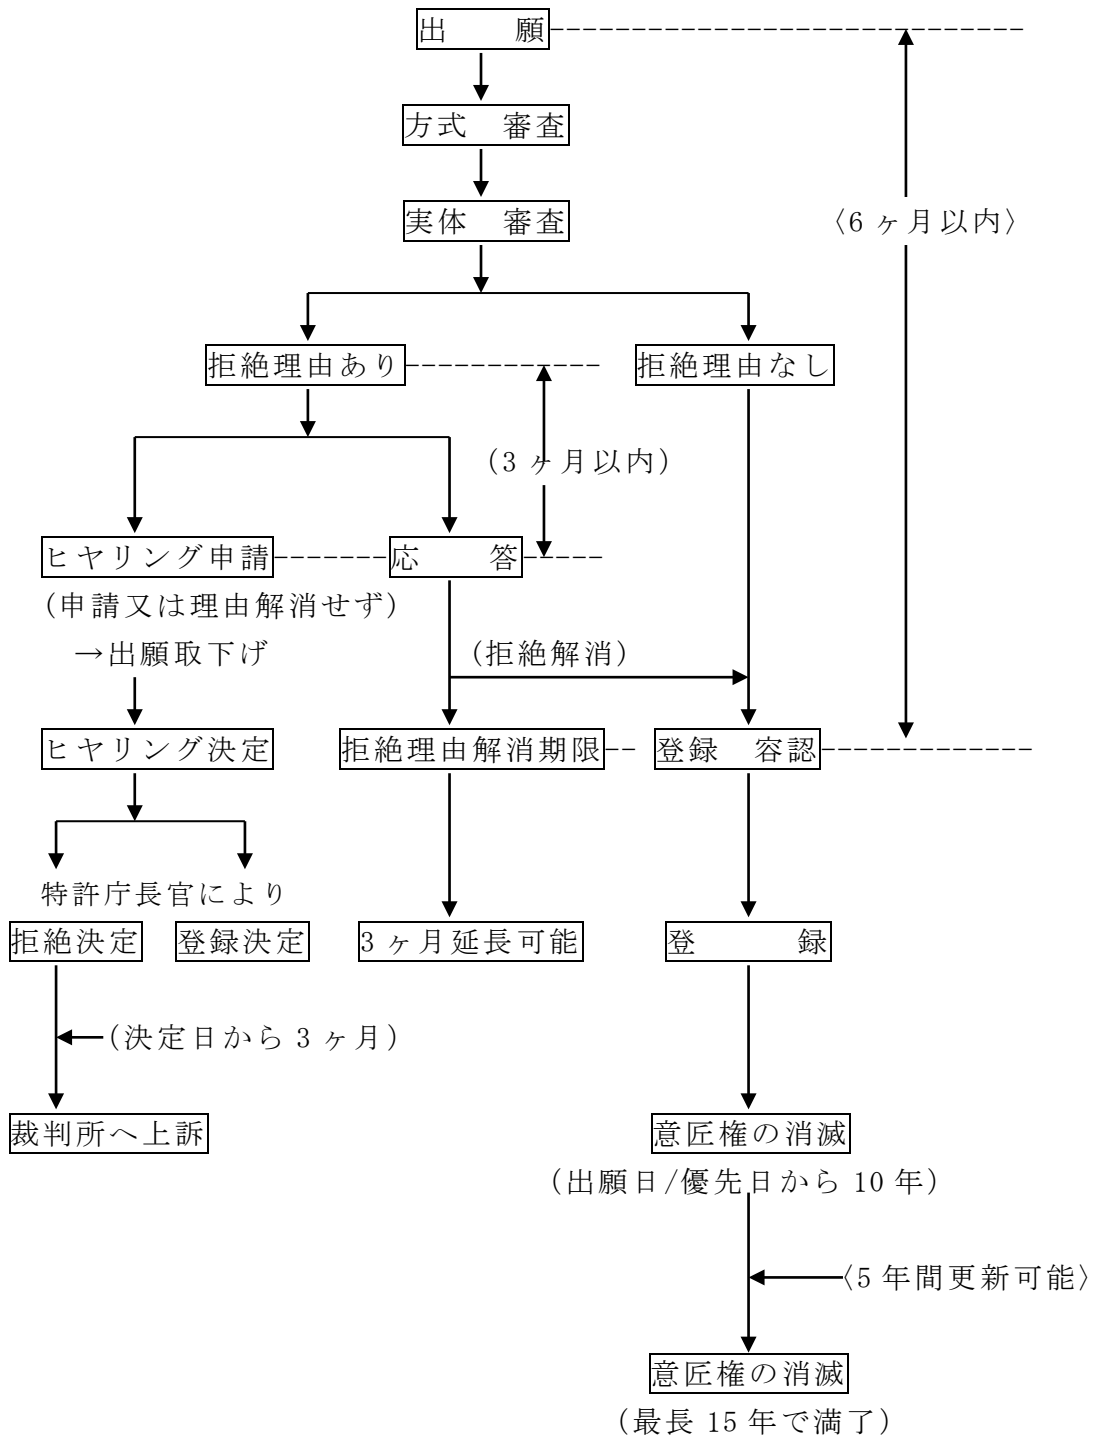 出　　願
方式　審査
実体　審査
〈6 ヶ月以内〉
拒絶理由あり
拒絶理由なし
(3 ヶ月以内)
ヒヤリング申請
応　　答
(申請又は理由解消せず)
→出願取下げ
(拒絶解消)
ヒヤリング決定
拒絶理由解消期限
登録　容認
特許庁長官により
拒絶決定
登録決定
3 ヶ月延長可能
登　　　録
(決定日から 3 ヶ月)
裁判所へ上訴
意匠権の消滅
(出願日/優先日から 10 年)
〈5 年間更新可能〉
意匠権の消滅
(最長 15 年で満了)